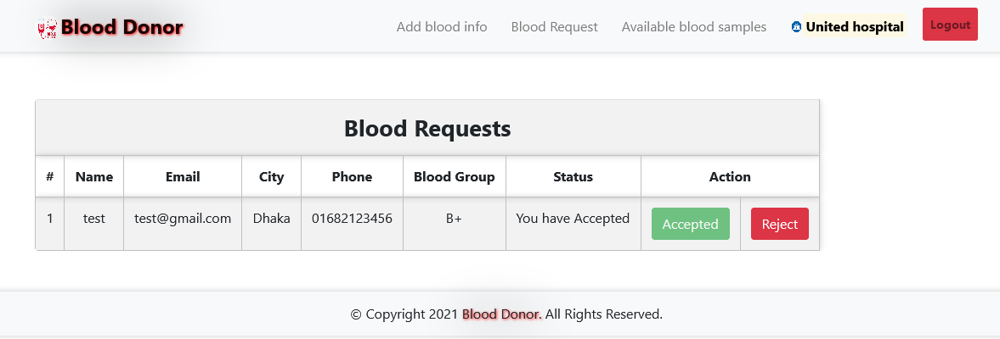 Blood Donor Add blood info Blood Request Available blood samples United hospital Logout
Blood Requests
# Name Email City Phone Blood Group Status Action
1 test test@gmail.com Dhaka 01682123456 B+ You have Accepted Accepted Reject
© Copyright 2021 Blood Donor. All Rights Reserved.